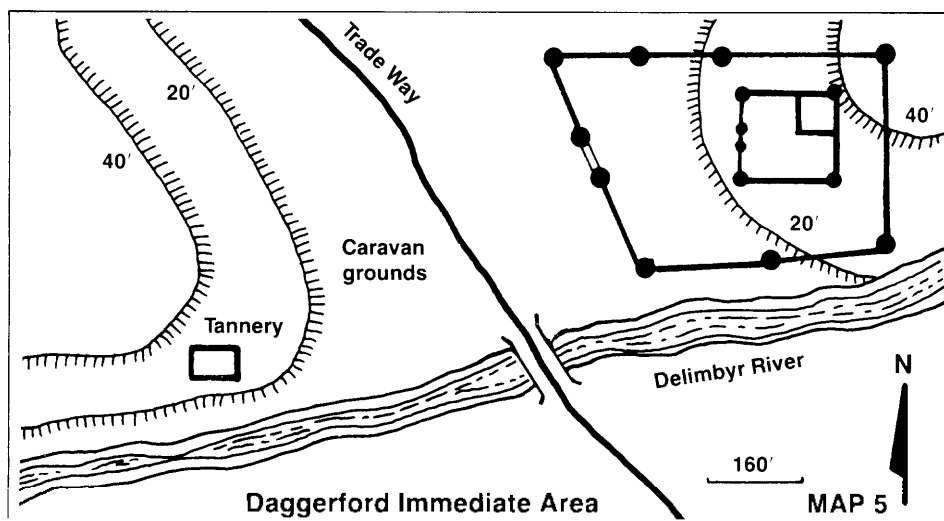 Trade Way
20′
40′
40′
20′
Caravan
grounds
Tannery
Delimbyr River
N
160′
Daggerford Immediate Area
MAP 5